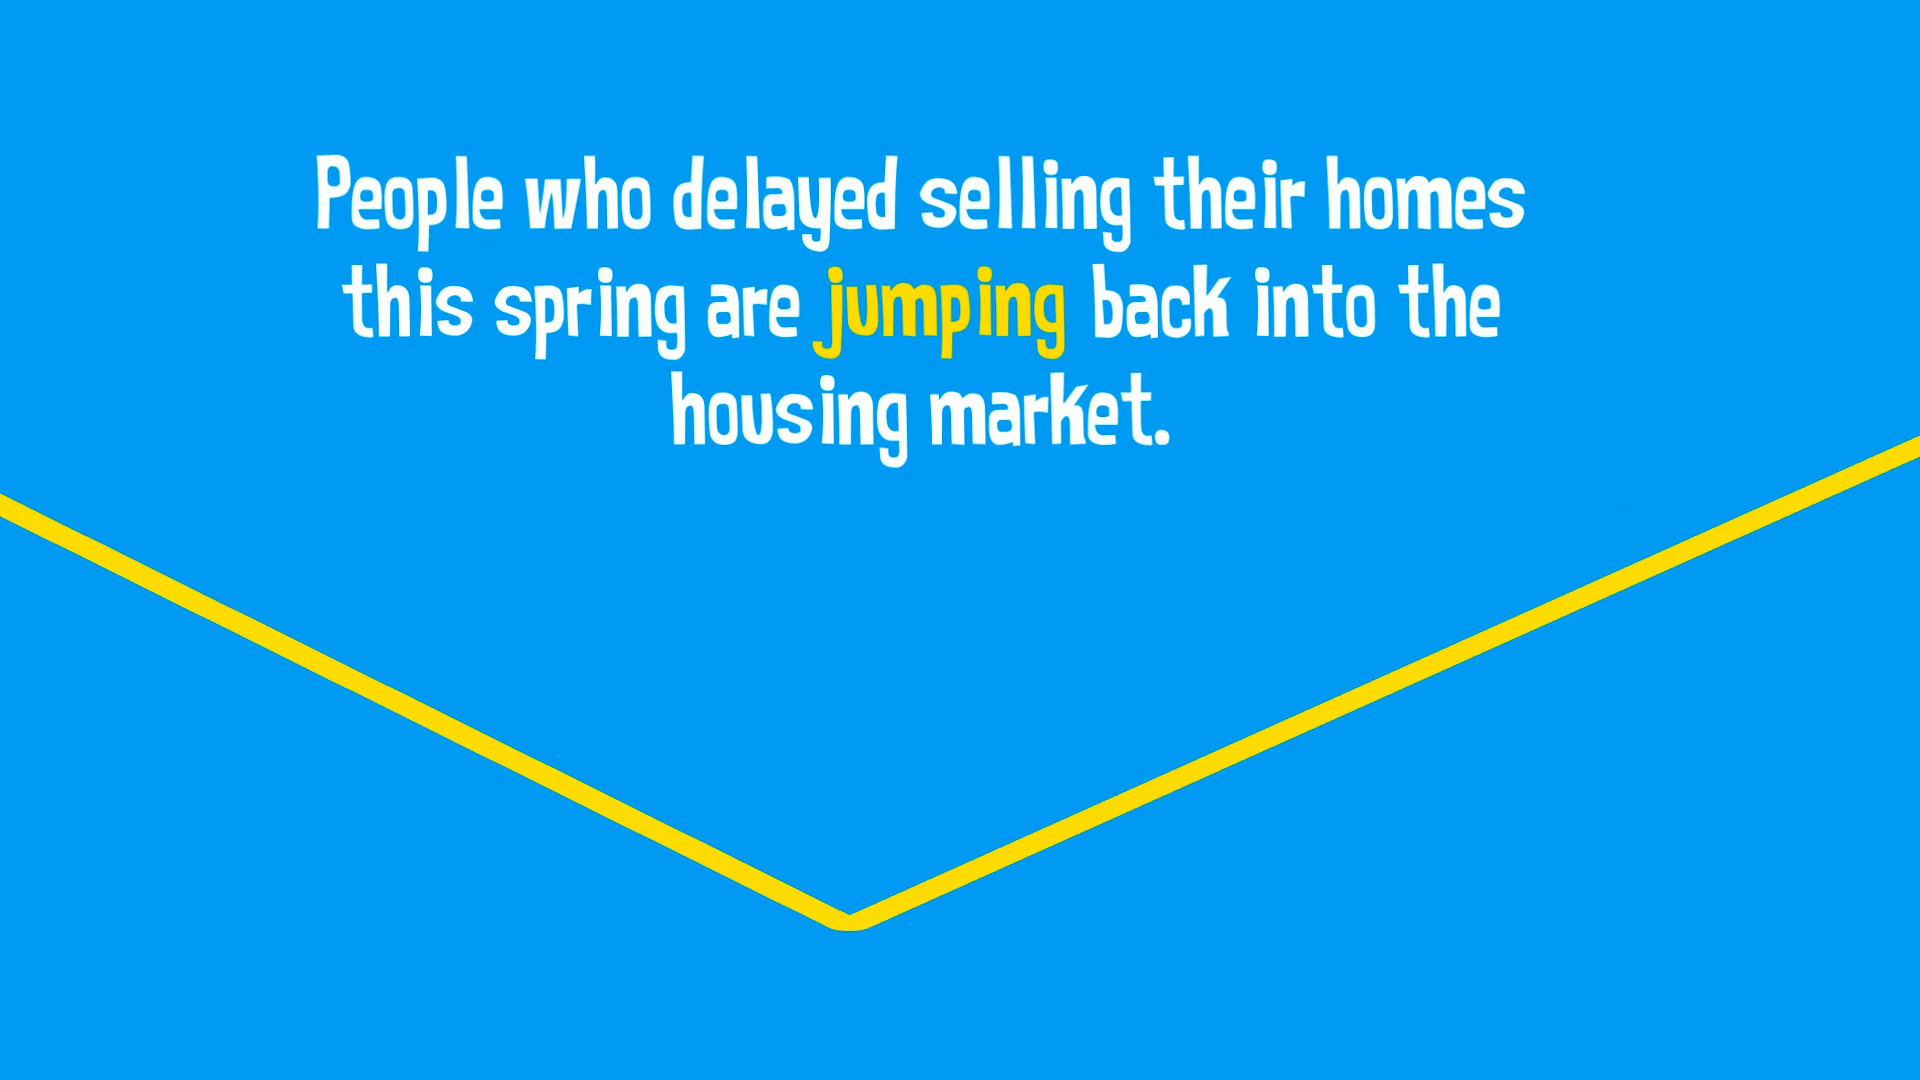 People who delayed selling their homes
this spring are jumping back into the
housing market.